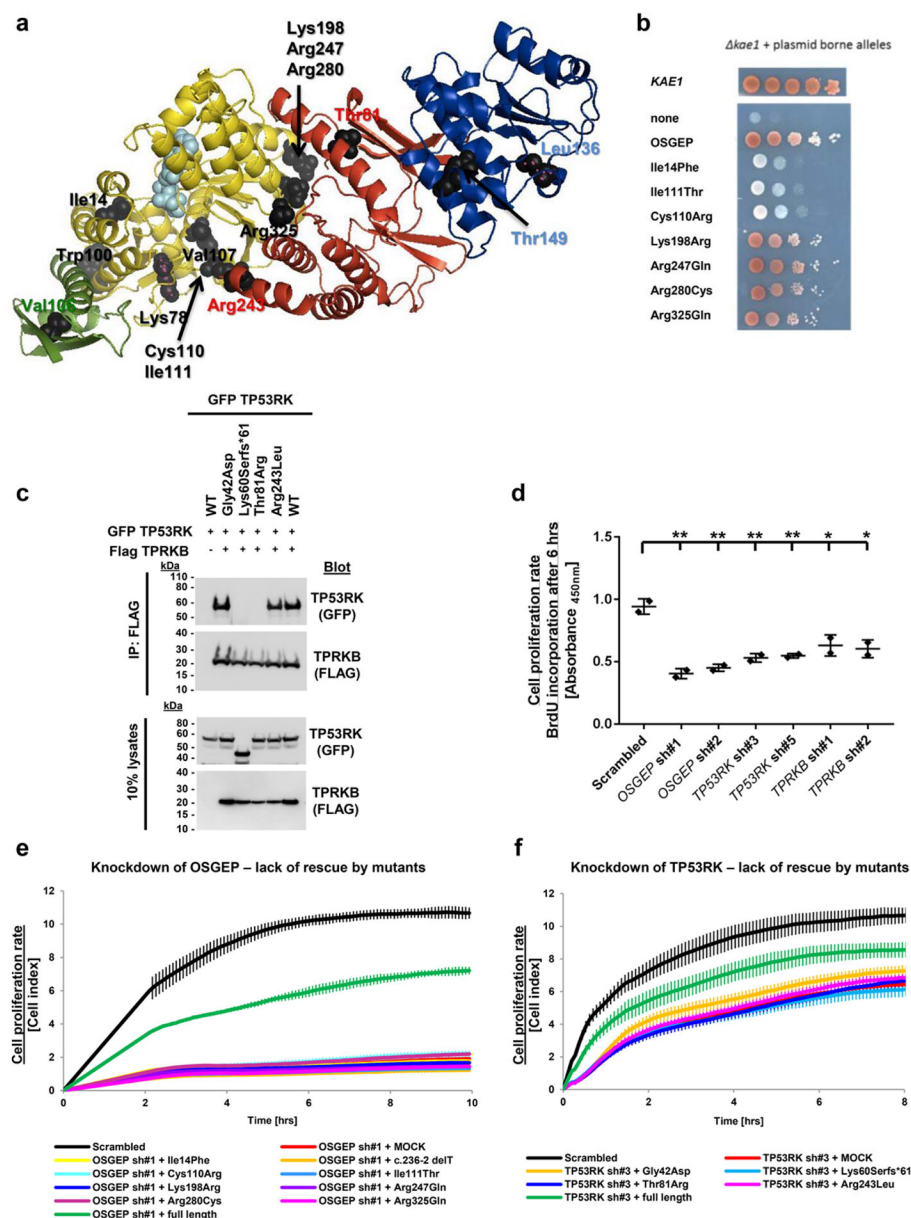 a
Lys198
Arg247
Arg280
Thr81
Leu136
Ile14
Arg325
Thr149
Trp100
Val107
Val106
Lys78
Arg243
Cys110
Ile111
b
Δkae1 + plasmid borne alleles
KAE1
none
OSGEP
Ile14Phe
Ile111Thr
Cys110Arg
Lys198Arg
Arg247Gln
Arg280Cys
Arg325Gln
c
GFP TP53RK
WT
Gly42Asp
Lys60Serfs*61
Thr81Arg
Arg243Leu
WT
GFP TP53RK + + + + + +
Flag TPRKB - + + + + +
kDa
Blot
IP: FLAG
110
80
60
50
TP53RK
(GFP)
40
30
20
15
10
TPRKB
(FLAG)
kDa
10% lysates
80
60
50
40
TP53RK
(GFP)
40
30
20
15
10
TPRKB
(FLAG)
d
Cell proliferation rate
BrdU incorporation after 6 hrs
[Absorbance 450nm]
1.5
1.0
0.5
0.0
** ** ** ** * *
Scrambled
OSGEP sh#1
OSGEP sh#2
TP53RK sh#3
TP53RK sh#5
TPRKB sh#1
TPRKB sh#2
e
Knockdown of OSGEP – lack of rescue by mutants
Cell proliferation rate
[Cell index]
12
10
8
6
4
2
0
0 2 4 6 8 10
Time [hrs]
Scrambled
OSGEP sh#1 + MOCK
OSGEP sh#1 + Ile14Phe
OSGEP sh#1 + c.236-2 delT
OSGEP sh#1 + Cys110Arg
OSGEP sh#1 + Ile111Thr
OSGEP sh#1 + Lys198Arg
OSGEP sh#1 + Arg247Gln
OSGEP sh#1 + Arg280Cys
OSGEP sh#1 + Arg325Gln
OSGEP sh#1 + full length
f
Knockdown of TP53RK – lack of rescue by mutants
Cell proliferation rate
[Cell index]
12
10
8
6
4
2
0
0 2 4 6 8
Time [hrs]
Scrambled
TP53RK sh#3 + MOCK
TP53RK sh#3 + Gly42Asp
TP53RK sh#3 + Lys60Serfs*61
TP53RK sh#3 + Thr81Arg
TP53RK sh#3 + Arg243Leu
TP53RK sh#3 + full length